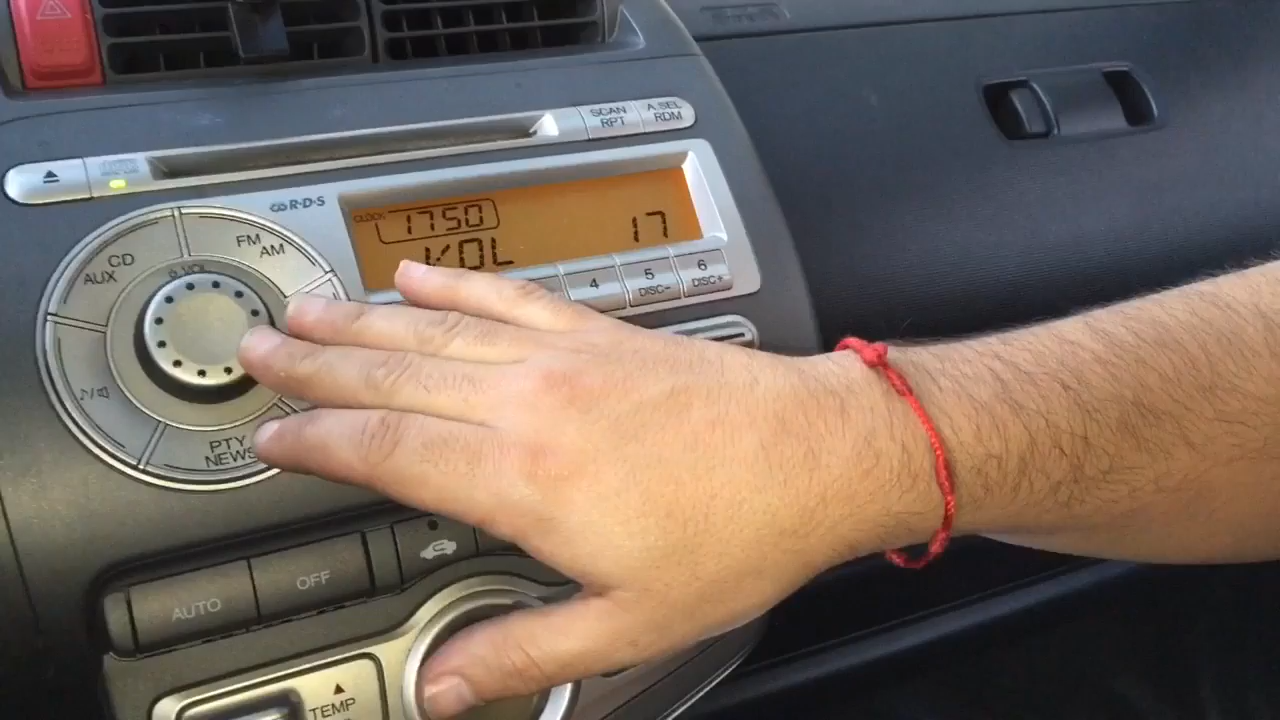 SCAN
RPT
A.SEL
RDM
R·D·S
CLOCK
1750
VOL 17
FM
AM
CD
AUX
VOL
4
5
DISC-
6
DISC+
PTY
NEWS
AUTO
OFF
TEMP